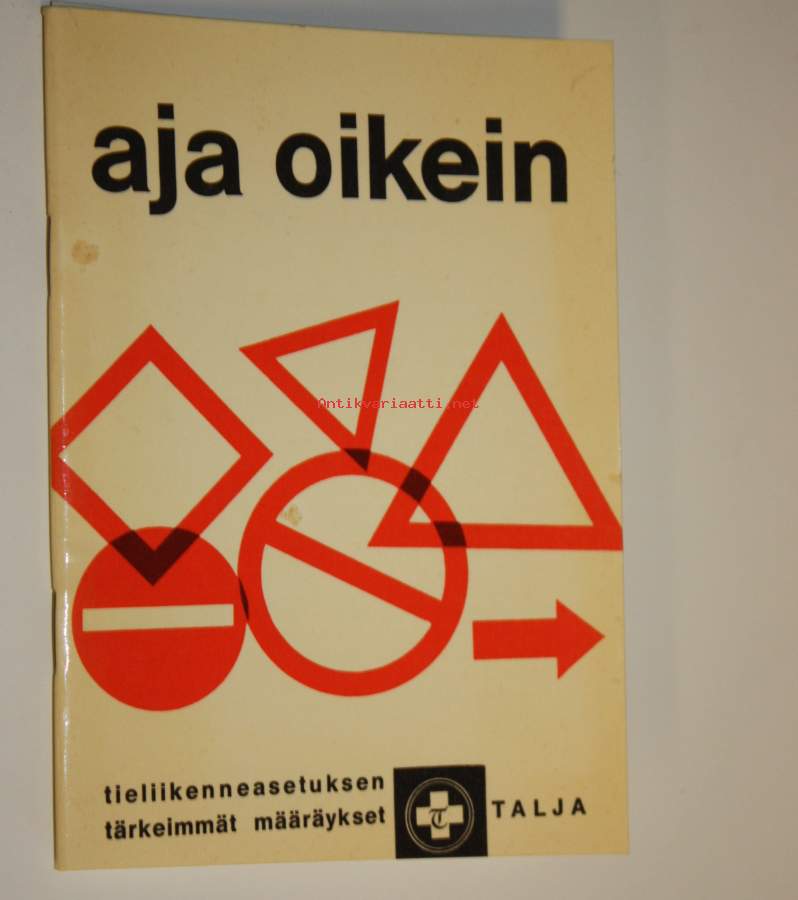 aja oikein
Antikvariaatti.net
tieliikenneasetuksen
tärkeimmät määräykset
T
TALJA